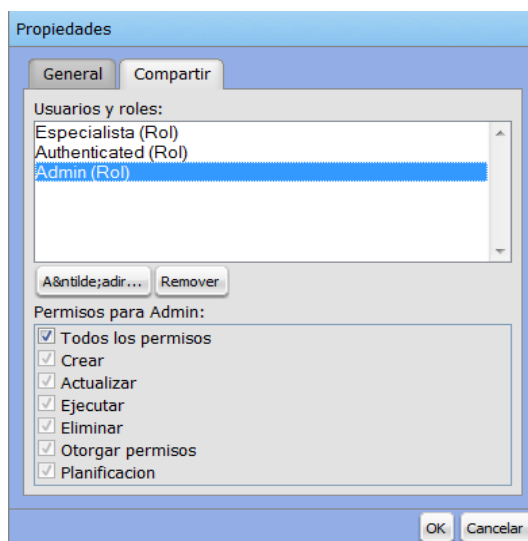 Propiedades
General Compartir
Usuarios y roles:
Especialista (Rol)
Authenticated (Rol)
Admin (Rol)
A&ntilde;adir... Remover
Permisos para Admin:
Todos los permisos
Crear
Actualizar
Ejecutar
Eliminar
Otorgar permisos
Planificacion
OK Cancelar